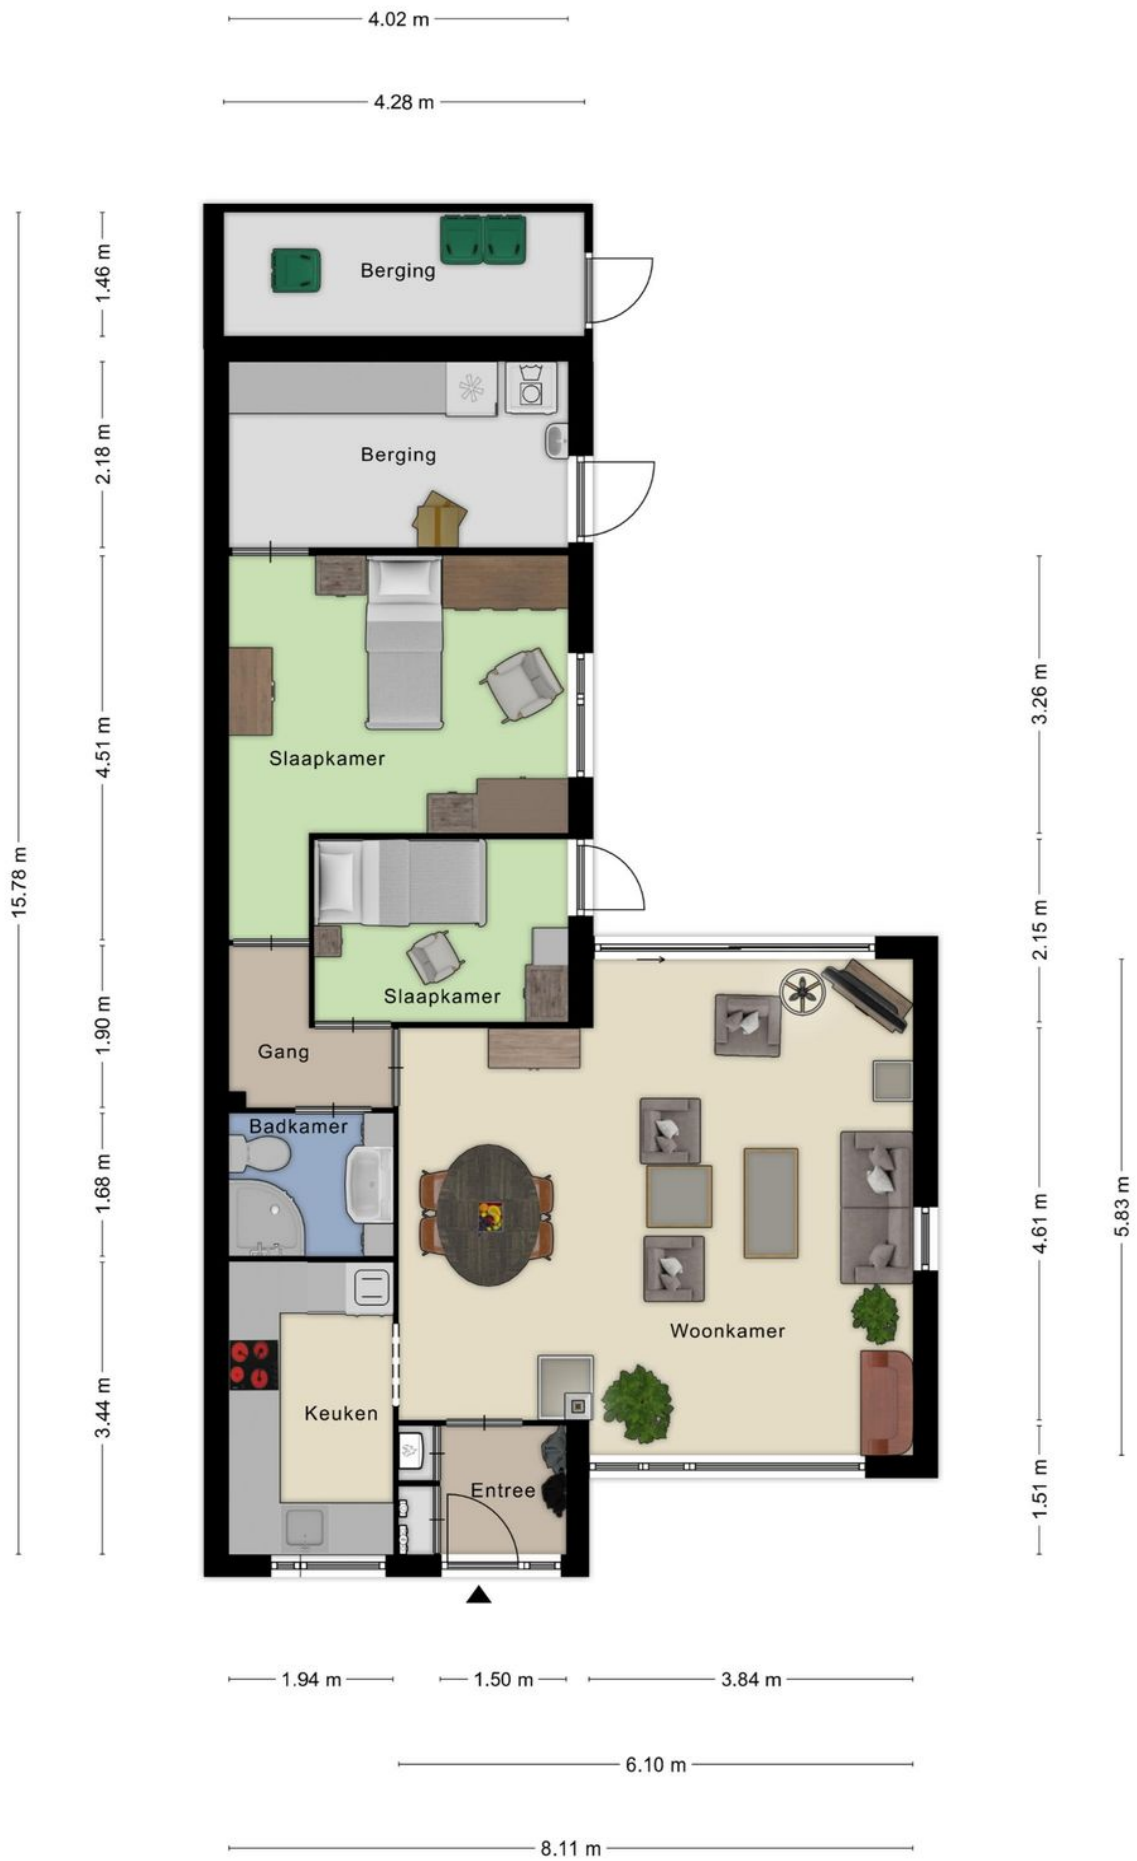 4.02 m
4.28 m
1.46 m
Berging
2.18 m
Berging
4.51 m
3.26 m
Slaapkamer
15.78 m
2.15 m
Slaapkamer
1.90 m
Gang
Badkamer
1.68 m
4.61 m
5.83 m
Woonkamer
3.44 m
Keuken
Entree
1.51 m
1.94 m
1.50 m
3.84 m
6.10 m
8.11 m